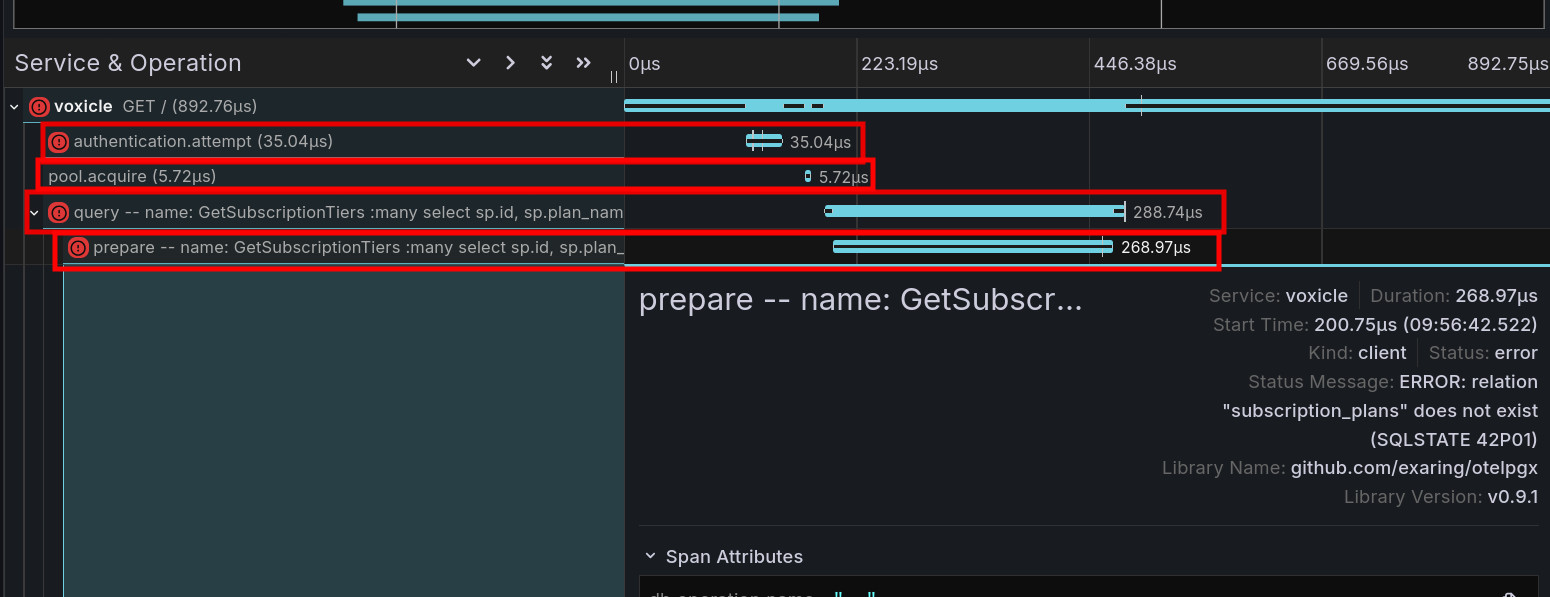 Service & Operation
0μs
223.19μs
446.38μs
669.56μs
892.75μs
voxicle GET / (892.76μs)
authentication.attempt (35.04μs)
35.04μs
pool.acquire (5.72μs)
5.72μs
query -- name: GetSubscriptionTiers :many select sp.id, sp.plan_nam
288.74μs
prepare -- name: GetSubscriptionTiers :many select sp.id, sp.plan_
268.97μs
prepare -- name: GetSubscr...
Service: voxicle Duration: 268.97μs
Start Time: 200.75μs (09:56:42.522)
Kind: client Status: error
Status Message: ERROR: relation
"subscription_plans" does not exist
(SQLSTATE 42P01)
Library Name: github.com/exaring/otelpgx
Library Version: v0.9.1
Span Attributes